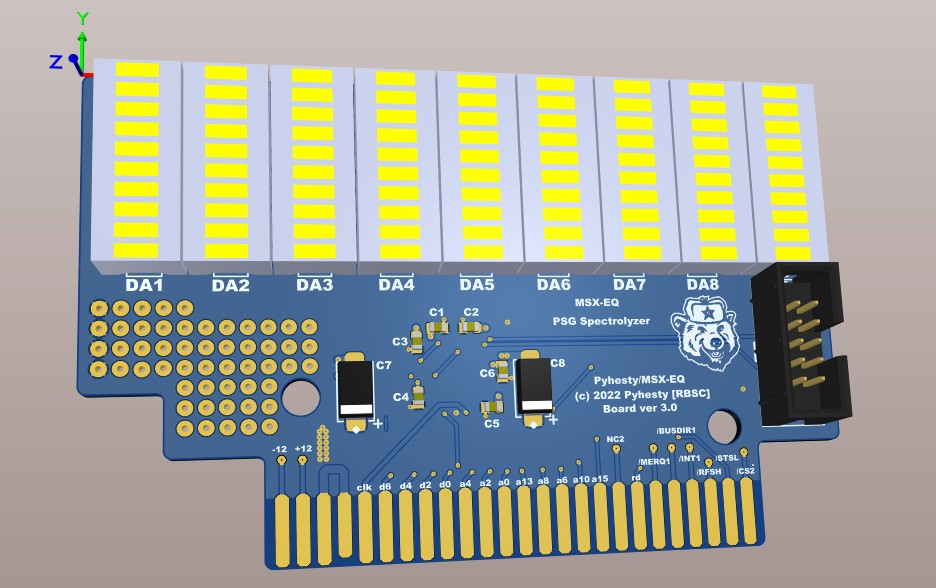 Y
Z
DA1 DA2 DA3 DA4 DA5 DA6 DA7 DA8
MSX-EQ
PSG Spectrolyzer
C1 C2
C3
C7
C6
C8
C4
C5
Pyhesty/MSX-EQ
(c) 2022 Pyhesty [RBSC]
Board ver 3.0
+
+
-12 +12
NC2
/BUSDIR1
/MERQ1
/INT1
/STSL
/RFSH
/CS2
rd
clk d6 d4 d2 d0 a4 a2 a0 a13 a8 a6 a10 a15